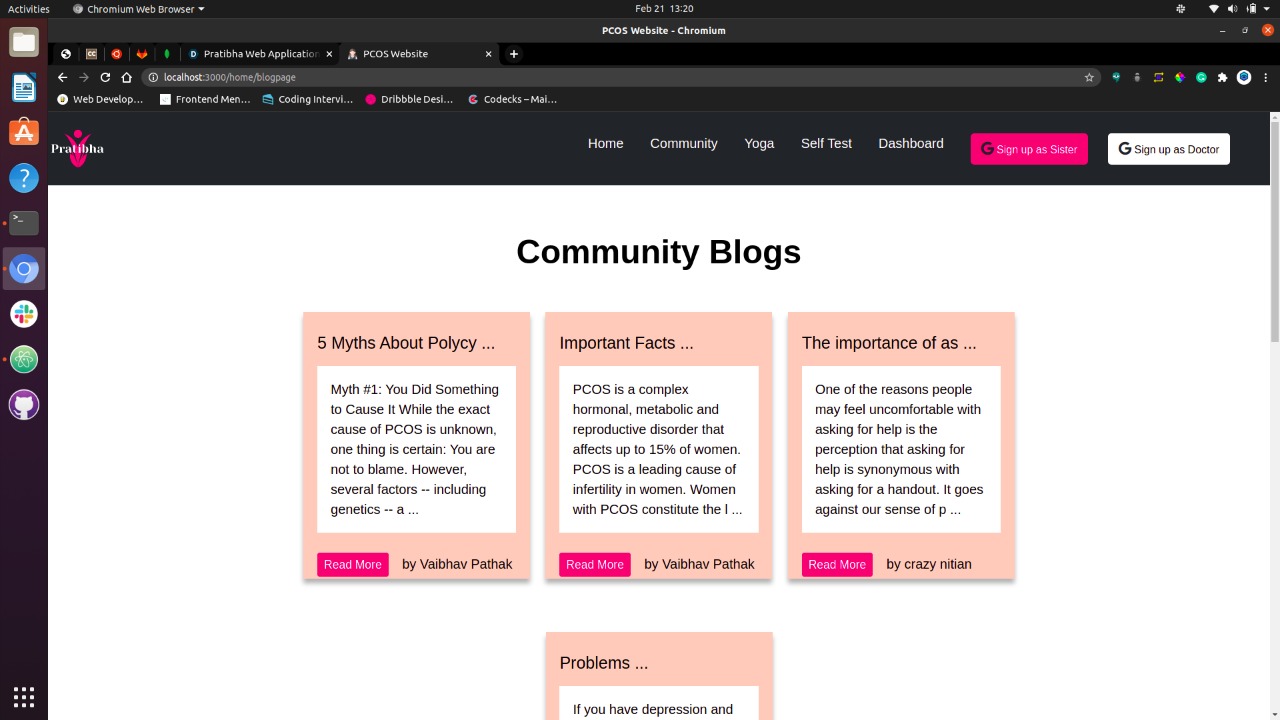 Activities
Chromium Web Browser
Feb 21 13:20
PCOS Website - Chromium
CC
D
Pratibha Web Application
PCOS Website
localhost:3000/home/blogpage
Web Develop…
Frontend Men…
Coding Intervi…
Dribbble Desi…
Codecks – Mai…
Pratibha
Home
Community
Yoga
Self Test
Dashboard
G Sign up as Sister
G Sign up as Doctor
Community Blogs
5 Myths About Polycy ...
Myth #1: You Did Something
to Cause It While the exact
cause of PCOS is unknown,
one thing is certain: You are
not to blame. However,
several factors -- including
genetics -- a ...
Read More
by Vaibhav Pathak
Important Facts ...
PCOS is a complex
hormonal, metabolic and
reproductive disorder that
affects up to 15% of women.
PCOS is a leading cause of
infertility in women. Women
with PCOS constitute the l ...
Read More
by Vaibhav Pathak
The importance of as ...
One of the reasons people
may feel uncomfortable with
asking for help is the
perception that asking for
help is synonymous with
asking for a handout. It goes
against our sense of p ...
Read More
by crazy nitian
Problems ...
If you have depression and